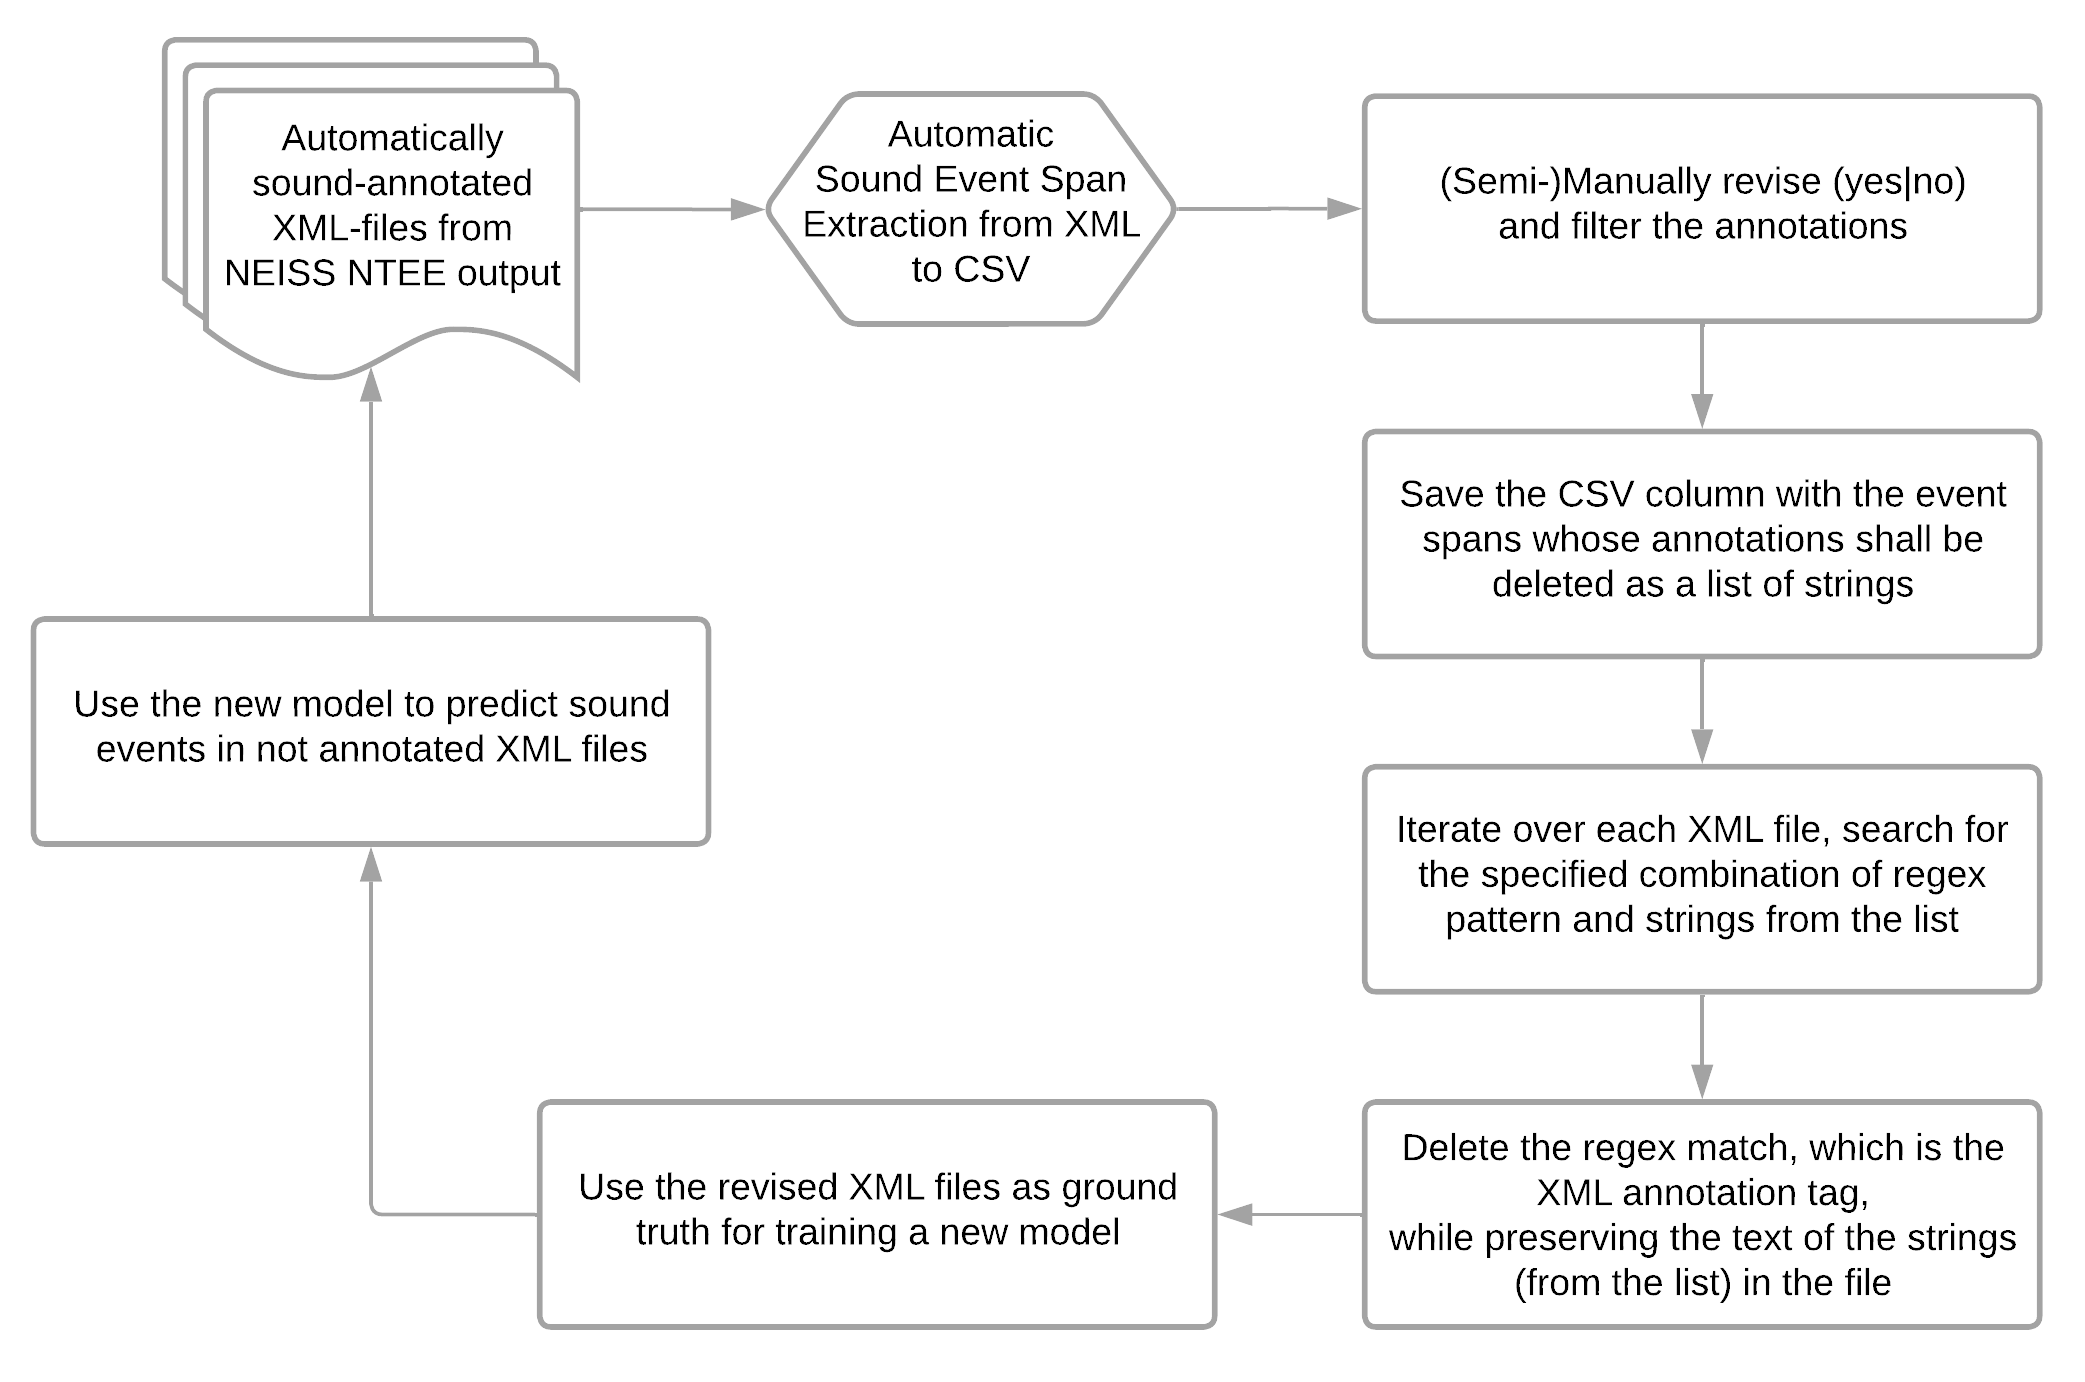 Automatically
sound-annotated
XML-files from
NEISS NTEE output
Automatic
Sound Event Span
Extraction from XML
to CSV
(Semi-)Manually revise (yes|no)
and filter the annotations
Save the CSV column with the event
spans whose annotations shall be
deleted as a list of strings
Iterate over each XML file, search for
the specified combination of regex
pattern and strings from the list
Delete the regex match, which is the
XML annotation tag,
while preserving the text of the strings
(from the list) in the file
Use the revised XML files as ground
truth for training a new model
Use the new model to predict sound
events in not annotated XML files